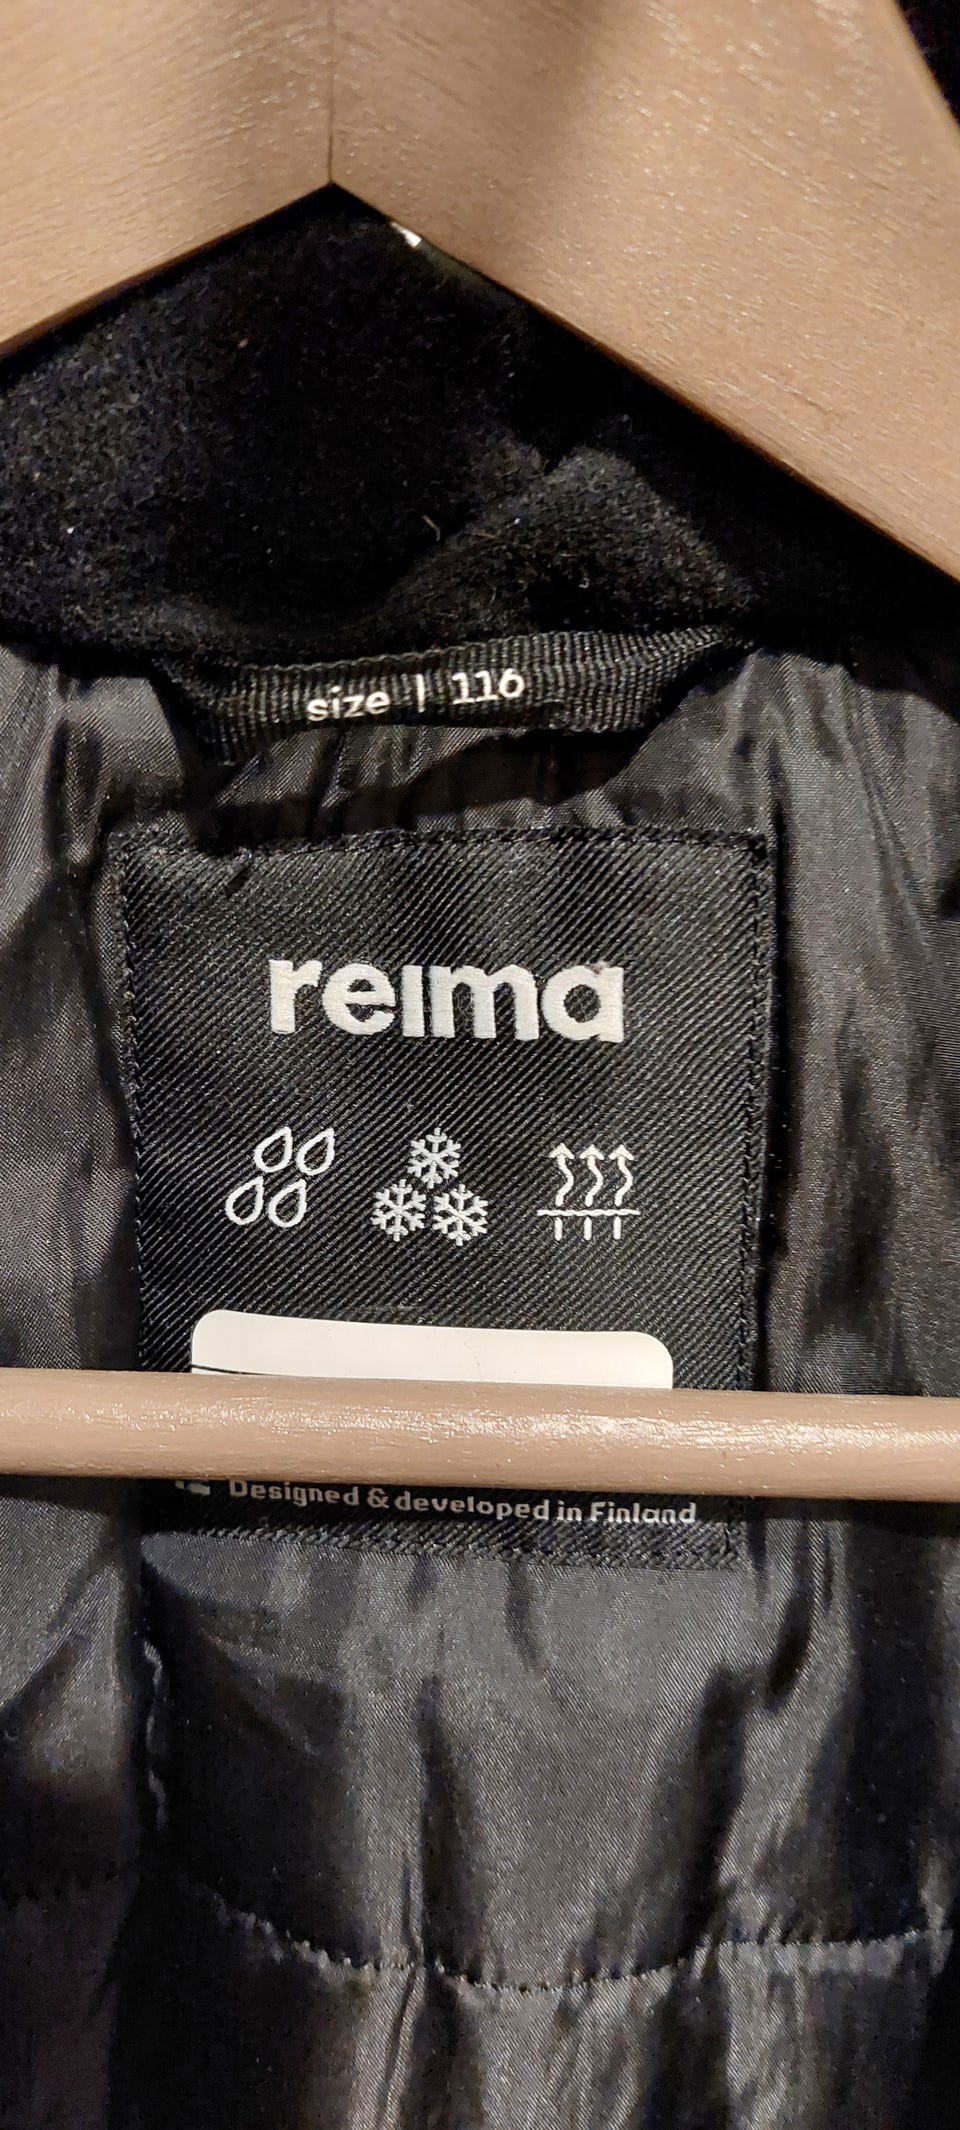 size | 116
reima
Designed & developed in Finland